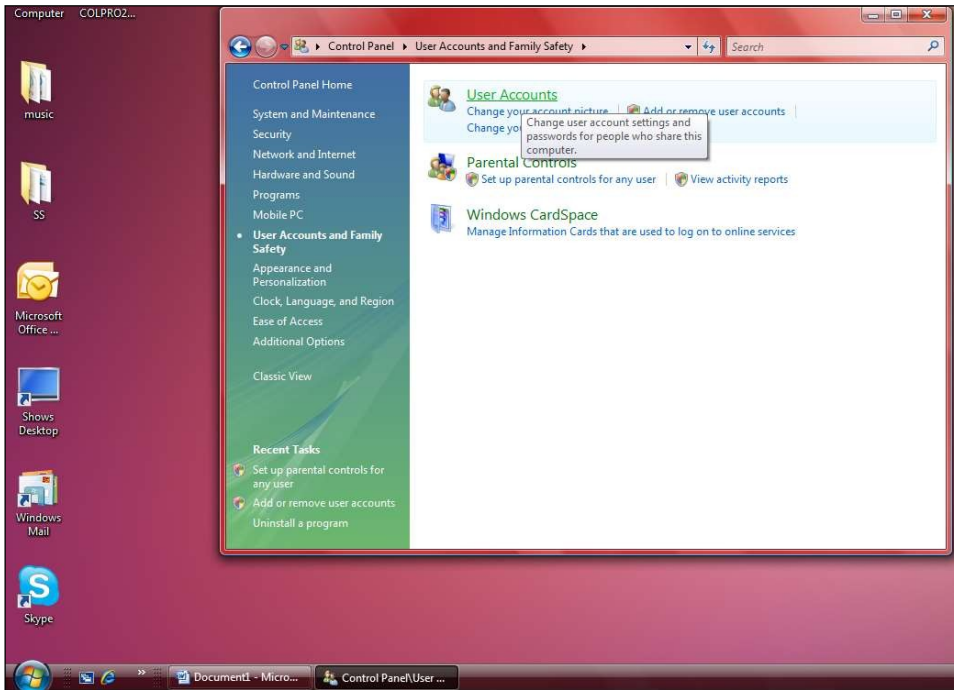 Computer COLPRO2...
music
SS
Microsoft
Office ...
Shows
Desktop
Windows
Mail
Skype
Control Panel
User Accounts and Family Safety
Search
Control Panel Home
System and Maintenance
Security
Network and Internet
Hardware and Sound
Programs
Mobile PC
User Accounts and Family
Safety
Appearance and
Personalization
Clock, Language, and Region
Ease of Access
Additional Options
Classic View
Recent Tasks
Set up parental controls for
any user
Add or remove user accounts
Uninstall a program
User Accounts
Change your account picture Add or remove user accounts
Change yo
Change user account settings and
passwords for people who share this
computer.
Parental Controls
Set up parental controls for any user View activity reports
Windows CardSpace
Manage Information Cards that are used to log on to online services
Document1 - Micro...
Control Panel\User ...